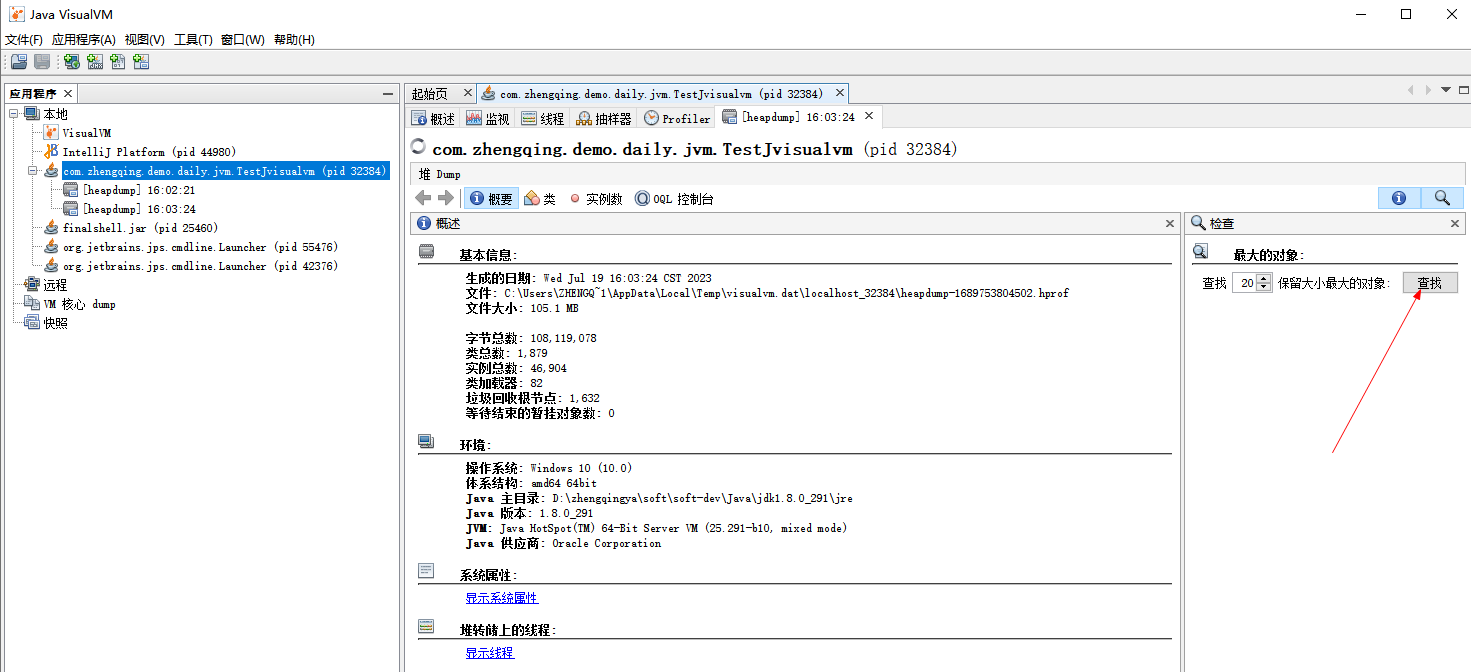 Java VisualVM
文件(F) 应用程序(A) 视图(V) 工具(T) 窗口(W) 帮助(H)
应用程序
本地
VisualVM
IntelliJ Platform (pid 44980)
com.zhengqing.demo.daily.jvm.TestJvisualvm (pid 32384)
[heapdump] 16:02:21
[heapdump] 16:03:24
finalshell.jar (pid 25460)
org.jetbrains.jps.cmdline.Launcher (pid 55476)
org.jetbrains.jps.cmdline.Launcher (pid 42376)
远程
VM 核心 dump
快照
起始页 com.zhengqing.demo.daily.jvm.TestJvisualvm (pid 32384)
概述 监视 线程 抽样器 Profiler [heapdump] 16:03:24
com.zhengqing.demo.daily.jvm.TestJvisualvm (pid 32384)
堆 Dump
概要 类 实例数 OQL 控制台
概述
基本信息:
生成的日期: Wed Jul 19 16:03:24 CST 2023
文件: C:\Users\ZHENGQ~1\AppData\Local\Temp\visualvm.dat\localhost_32384\heapdump-1689753804502.hprof
文件大小: 105.1 MB
字节总数: 108,119,078
类总数: 1,879
实例总数: 46,904
类加载器: 82
垃圾回收根节点: 1,632
等待结束的暂挂对象数: 0
环境:
操作系统: Windows 10 (10.0)
体系结构: amd64 64bit
Java 主目录: D:\zhengqingya\soft\soft-dev\Java\jdk1.8.0_291\jre
Java 版本: 1.8.0_291
JVM: Java HotSpot(TM) 64-Bit Server VM (25.291-b10, mixed mode)
Java 供应商: Oracle Corporation
系统属性:
显示系统属性
堆转储上的线程:
显示线程
检查
最大的对象:
查找 20 保留大小最大的对象: 查找